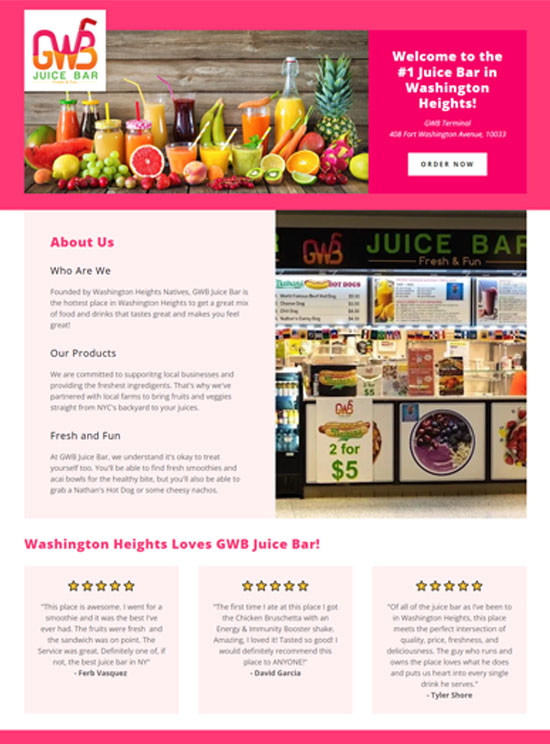 GWB
JUICE BAR
Fresh & Fun
Welcome to the
#1 Juice Bar in
Washington
Heights!
GWB Terminal
408 Fort Washington Avenue, 10033
ORDER NOW
About Us
Who Are We
Founded by Washington Heights Natives, GWB Juice Bar is
the hottest place in Washington Heights to get a great mix
of food and drinks that tastes great and makes you feel
great!
Our Products
We are committed to supporitng local businesses and
providing the freshest ingredigents. That's why we've
partnered with local farms to bring fruits and veggies
straight from NYC's backyard to your juices.
Fresh and Fun
At GWB Juice Bar, we understand it's okay to treat
yourself too. You'll be able to find fresh smoothies and
acai bowls for the healthy bite, but you'll also be able to
grab a Nathan's Hot Dog or some cheesy nachos.
GWB JUICE BAR
Fresh & Fun
Nathan's Famous HOT DOGS
GWB
2 for
$5
Washington Heights Loves GWB Juice Bar!
"This place is awesome. I went for a
smoothie and it was the best I've
ever had. The fruits were fresh and
the sandwich was on point. The
Service was great. Definitely one of, if
not, the best juice bar in NY"
- Ferb Vasquez
"The first time I ate at this place I got
the Chicken Bruschetta with an
Energy & Immunity Booster shake.
Amazing, I loved it! Tasted so good! I
would definitely recommend this
place to ANYONE!"
- David Garcia
"Of all of the juice bar as I've been to
in Washington Heights, this place
meets the perfect intersection of
quality, price, freshness, and
deliciousness. The guy who runs and
owns the place loves what he does
and puts us heart into every single
drink he serves."
- Tyler Shore